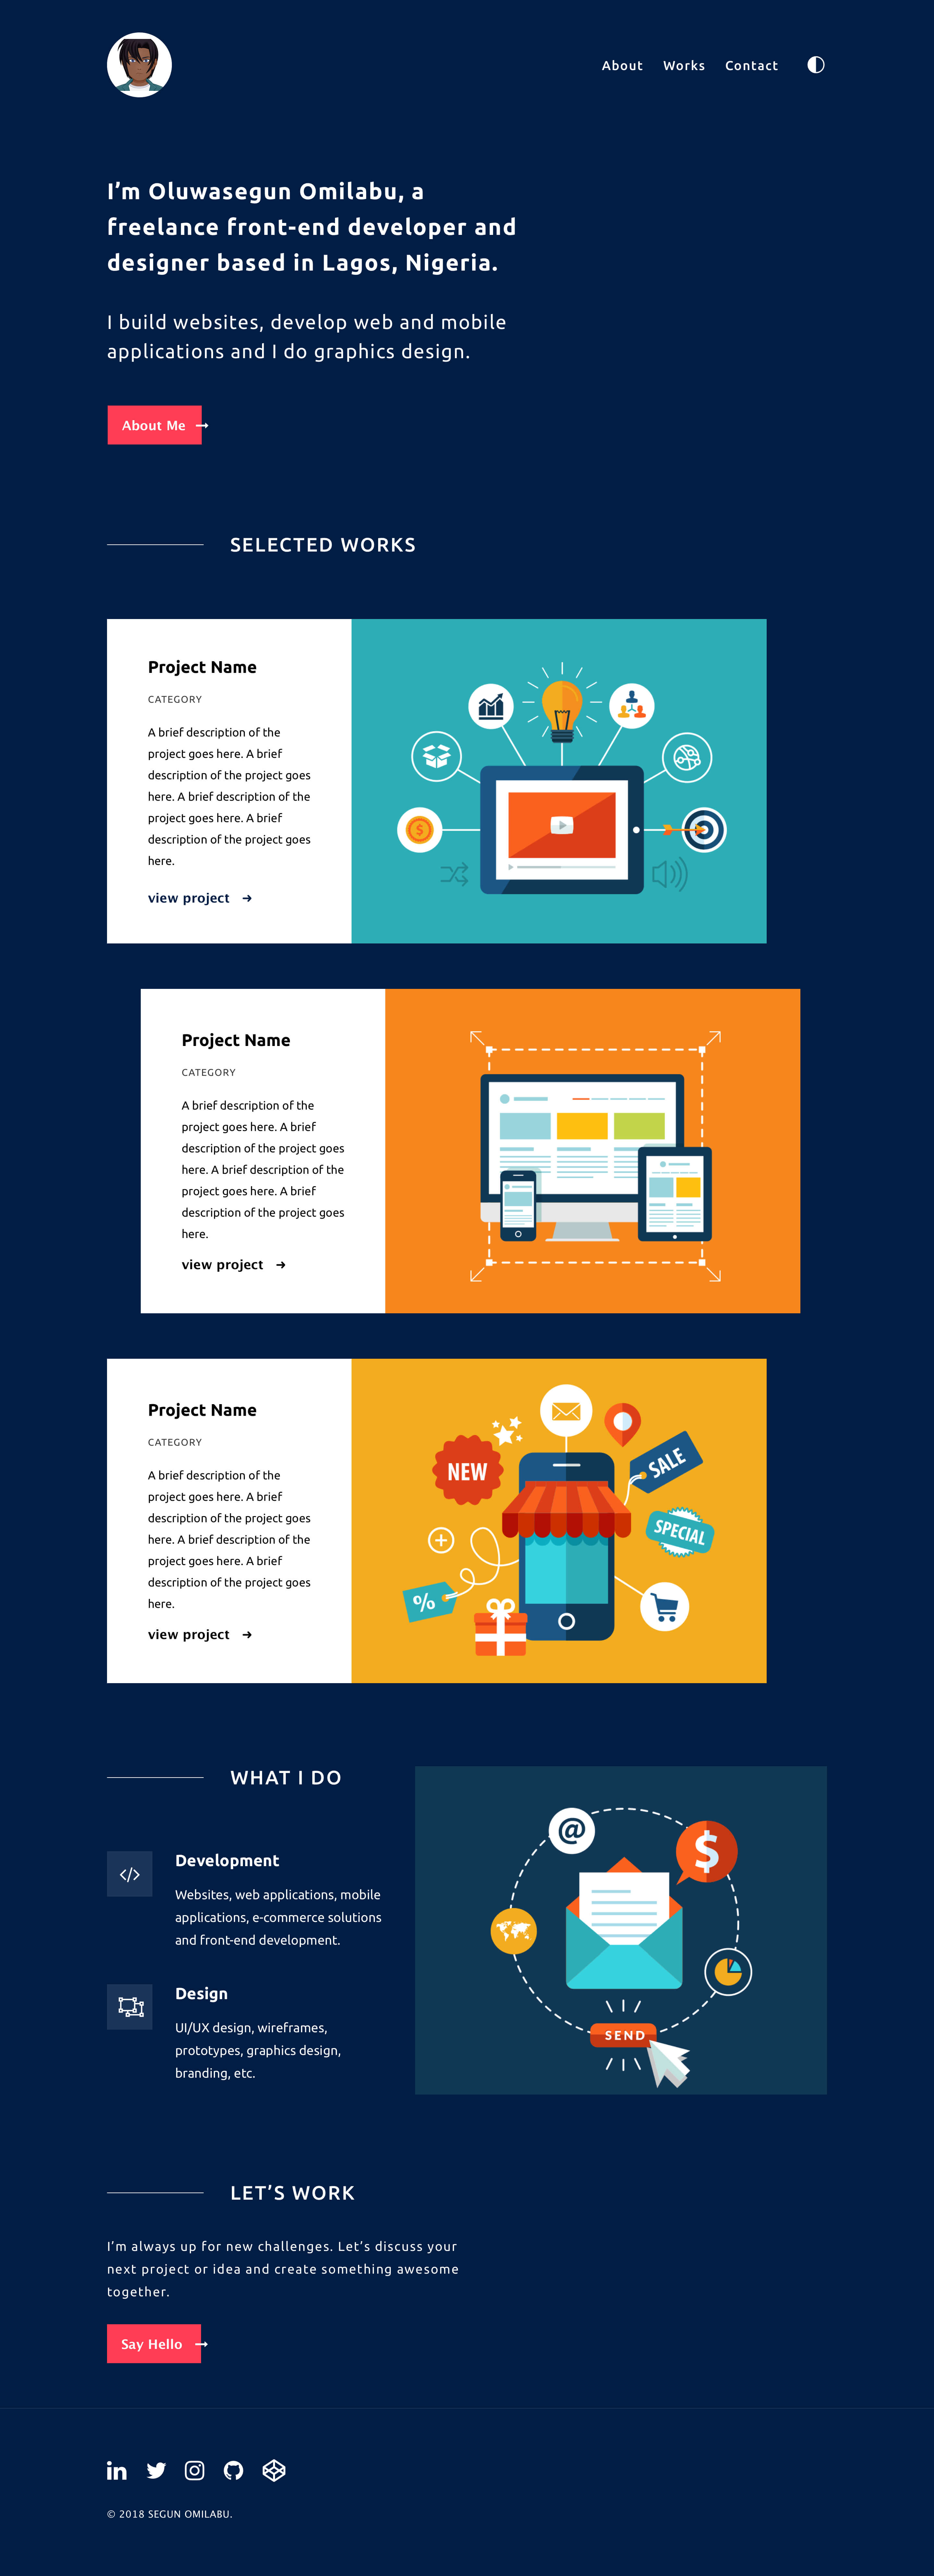 About Works Contact
I’m Oluwasegun Omilabu, a
freelance front-end developer and
designer based in Lagos, Nigeria.
I build websites, develop web and mobile
applications and I do graphics design.
About Me
SELECTED WORKS
Project Name
CATEGORY
A brief description of the
project goes here. A brief
description of the project goes
here. A brief description of the
project goes here. A brief
description of the project goes
here.
view project
$
Project Name
CATEGORY
A brief description of the
project goes here. A brief
description of the project goes
here. A brief description of the
project goes here. A brief
description of the project goes
here.
view project
Project Name
CATEGORY
A brief description of the
project goes here. A brief
description of the project goes
here. A brief description of the
project goes here. A brief
description of the project goes
here.
view project
NEW
SALE
SPECIAL
%
WHAT I DO
Development
Websites, web applications, mobile
applications, e-commerce solutions
and front-end development.
Design
UI/UX design, wireframes,
prototypes, graphics design,
branding, etc.
@
$
SEND
LET’S WORK
I’m always up for new challenges. Let’s discuss your
next project or idea and create something awesome
together.
Say Hello
in
© 2018 SEGUN OMILABU.